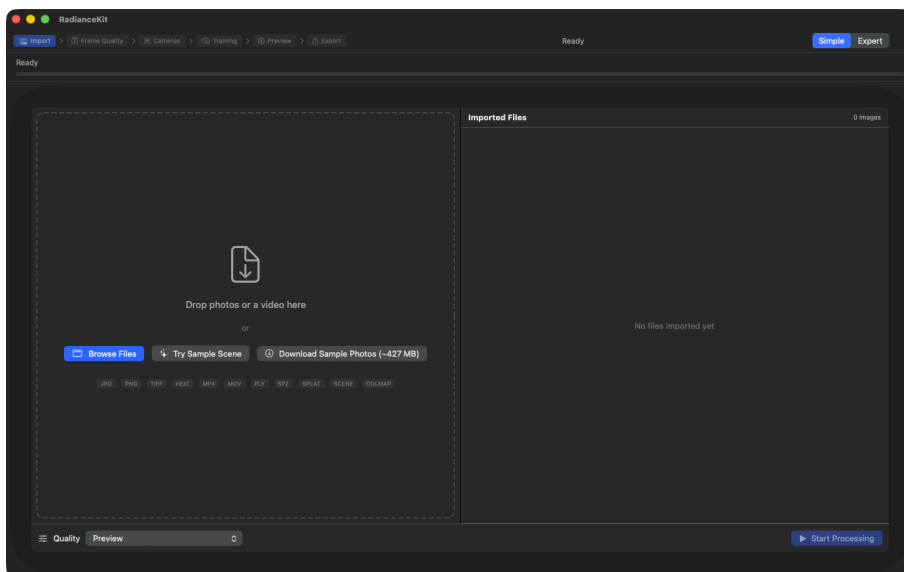 RadianceKit
Import > Frame Quality > Cameras > Training > Preview > Export
Ready
Simple Expert
Ready
Drop photos or a video here
or
Browse Files Try Sample Scene Download Sample Photos (~427 MB)
JPG PNG TIFF HEIC MP4 MOV PLY SPZ SPLAT SCENE COLMAP
Imported Files 0 images
No files imported yet
Quality Preview
Start Processing